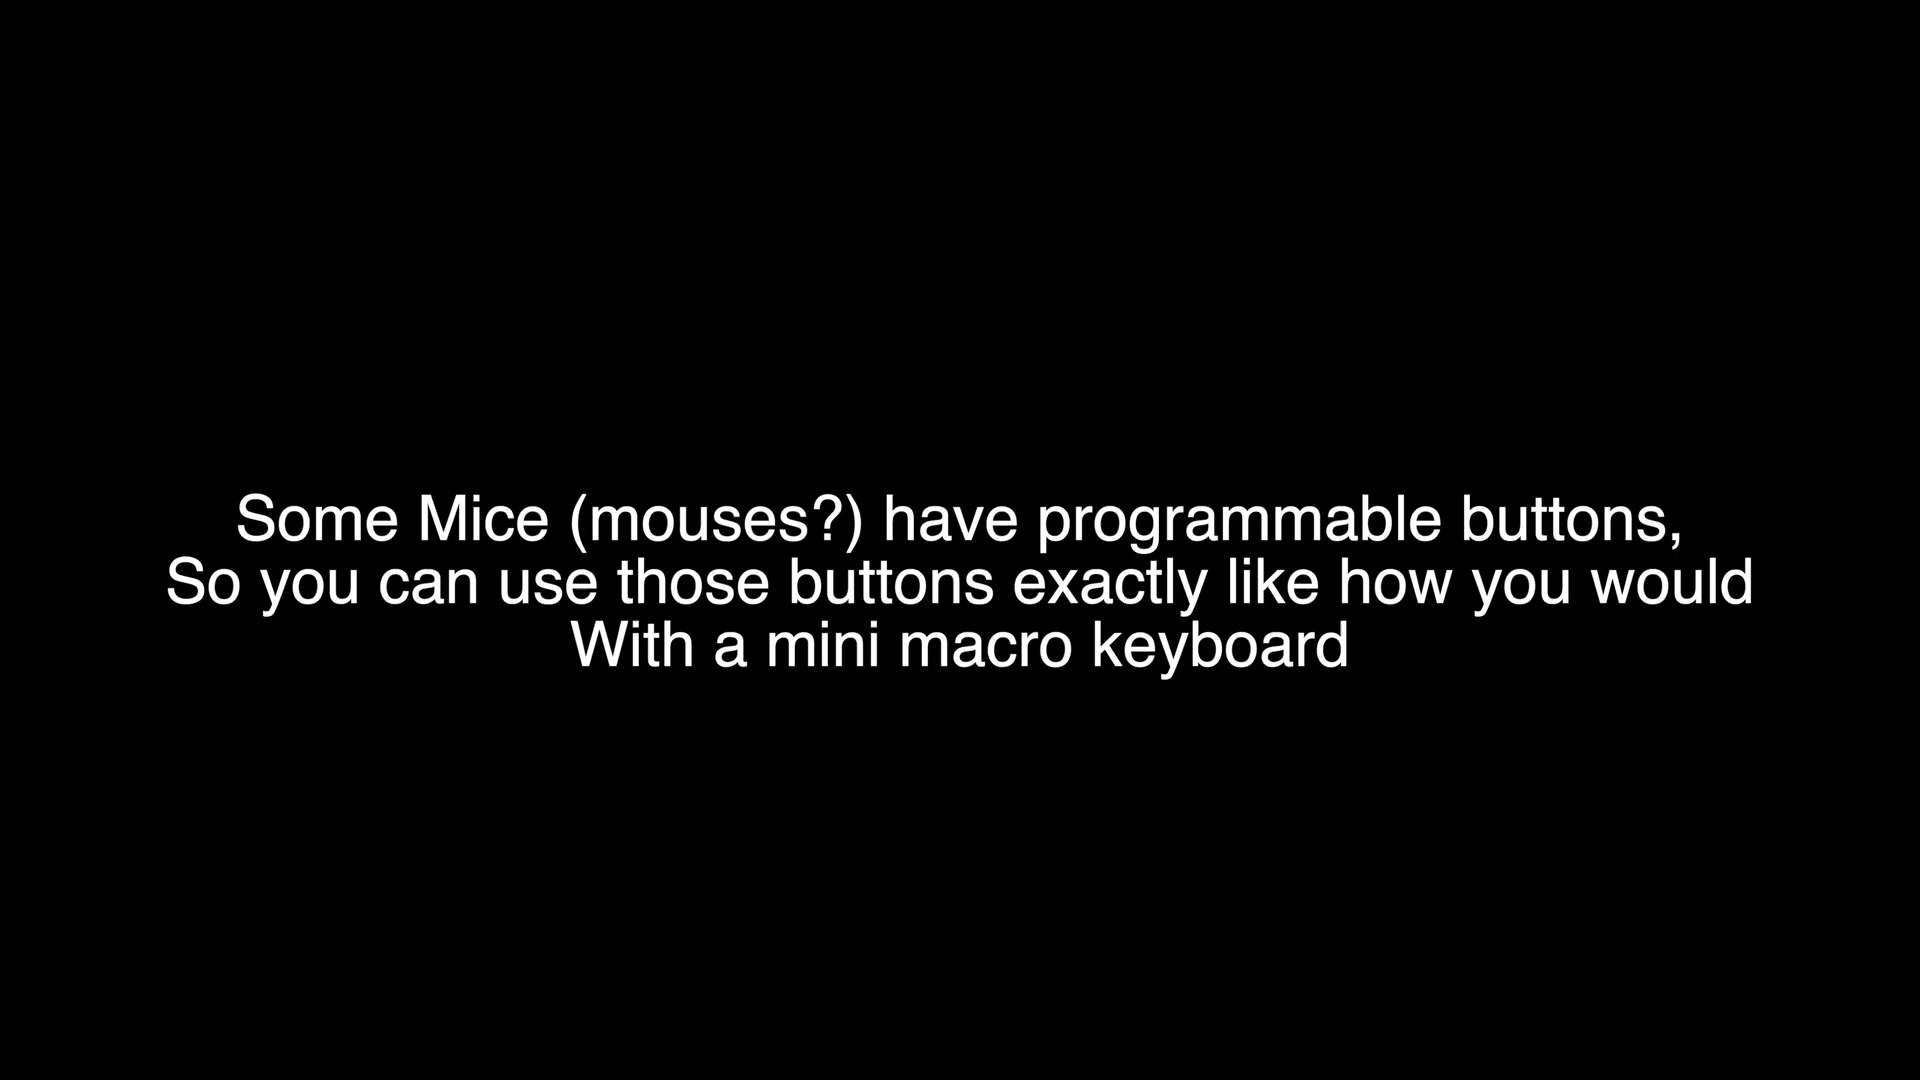 Some Mice (mouses?) have programmable buttons,
So you can use those buttons exactly like how you would
With a mini macro keyboard